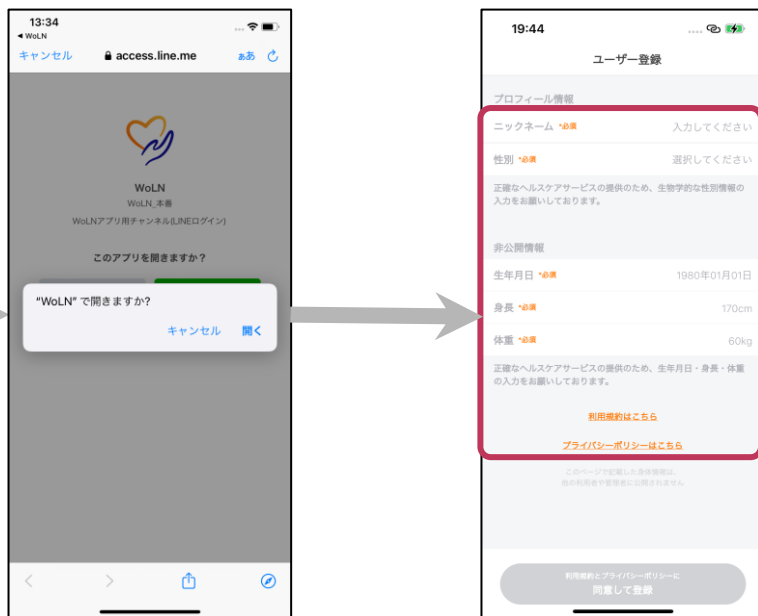 13:34
◀ WoLN
キャンセル
access.line.me
ぁあ
WoLN
WoLN_本番
WoLNアプリ用チャンネル(LINEログイン)
このアプリを開きますか？
“WoLN” で開きますか?
キャンセル
開く
19:44
ユーザー登録
プロフィール情報
ニックネーム *必須
入力してください
性別 *必須
選択してください
正確なヘルスケアサービスの提供のため、生物学的な性別情報の
入力をお願いしております。
非公開情報
生年月日 *必須
1980年01月01日
身長 *必須
170cm
体重 *必須
60kg
正確なヘルスケアサービスの提供のため、生年月日・身長・体重
の入力をお願いしております。
利用規約はこちら
プライバシーポリシーはこちら
このページで記載した身体情報は、
他の利用者や管理者に公開されません
利用規約とプライバシーポリシーに
同意して登録